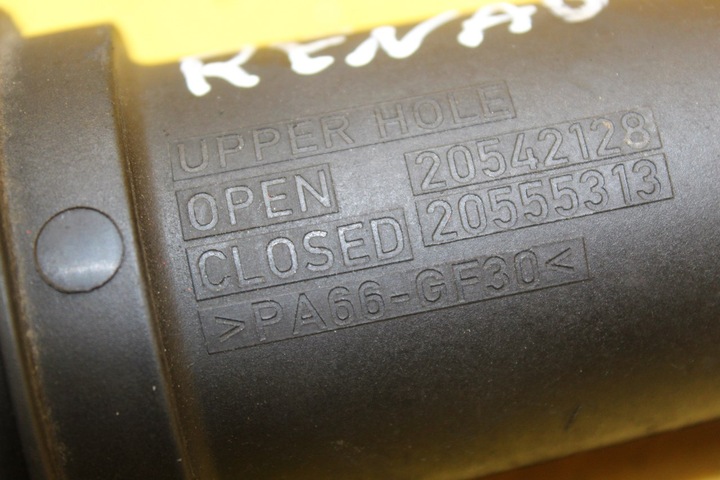 RENAU
UPPER HOLE
OPEN 20542128
CLOSED 20555313
>PA66-GF30<